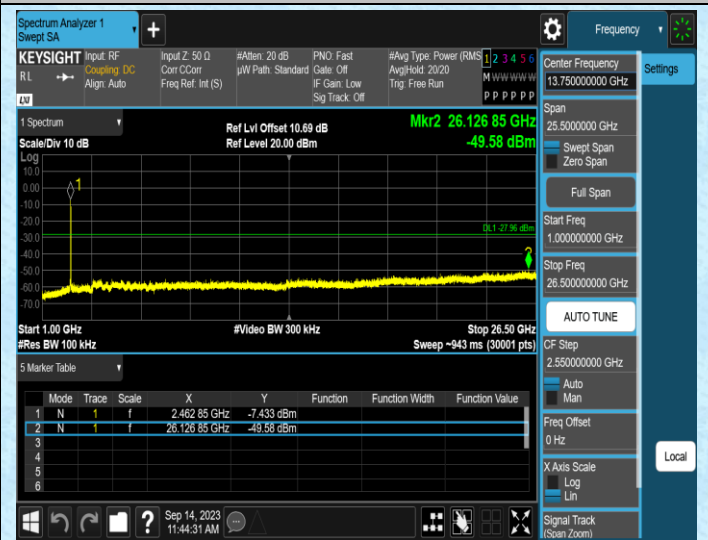 Spectrum Analyzer 1
Swept SA
Frequency
KEYSIGHT
RL
LXI
Input: RF
Coupling: DC
Align: Auto
Input Z: 50 Ω
Corr CCorr
Freq Ref: Int (S)
#Atten: 20 dB
µW Path: Standard
PNO: Fast
Gate: Off
IF Gain: Low
Sig Track: Off
#Avg Type: Power (RMS
Avg|Hold: 20/20
Trig: Free Run
1 2 3 4 5 6
M W W W W W
P P P P P P
Settings
Center Frequency
13.750000000 GHz
Span
25.5000000 GHz
Swept Span
Zero Span
Full Span
Start Freq
1.000000000 GHz
Stop Freq
26.500000000 GHz
AUTO TUNE
CF Step
2.550000000 GHz
Auto
Man
Freq Offset
0 Hz
X Axis Scale
Log
Lin
Signal Track
(Span Zoom)
Local
1 Spectrum
Scale/Div 10 dB
Ref Lvl Offset 10.69 dB
Ref Level 20.00 dBm
Mkr2 26.126 85 GHz
-49.58 dBm
Log
10.0
0.00
-10.0
-20.0
-30.0
-40.0
-50.0
-60.0
-70.0
1
DL1 -27.96 dBm
2
Start 1.00 GHz
#Video BW 300 kHz
Stop 26.50 GHz
#Res BW 100 kHz
Sweep ~943 ms (30001 pts)
5 Marker Table
Mode Trace Scale X Y Function Function Width Function Value
1 N 1 f 2.462 85 GHz -7.433 dBm
2 N 1 f 26.126 85 GHz -49.58 dBm
3
4
5
6
Sep 14, 2023
11:44:31 AM